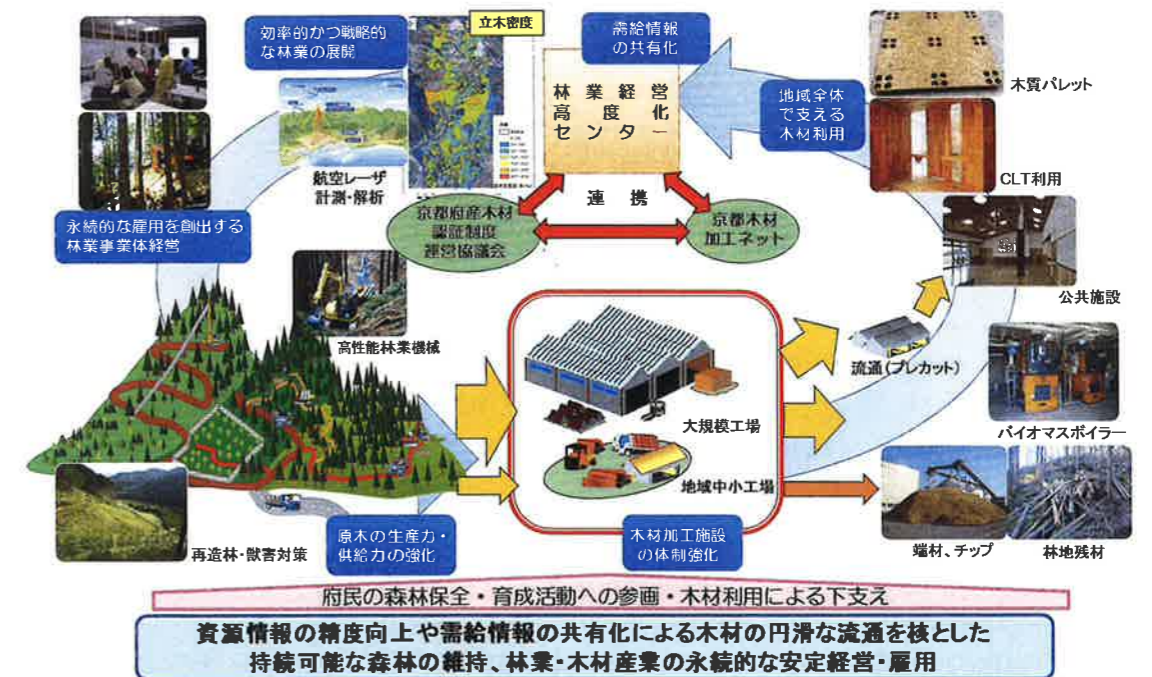 効率的かつ戦略的
な林業の展開
立木密度
需給情報
の共有化
林業経営
高度化
センター
地域全体
で支える
木材利用
木質パレット
CLT利用
航空レーザ
計測・解析
連携
京都府産木材
認証制度
運営協議会
京都木材
加工ネット
永続的な雇用を創出する
林業事業体経営
公共施設
高性能林業機械
流通(プレカット)
大規模工場
バイオマスボイラー
地域中小工場
再造林・獣害対策
原木の生産力・
供給力の強化
木材加工施設
の体制強化
端材、チップ
林地残材
府民の森林保全・育成活動への参画・木材利用による下支え
資源情報の精度向上や需給情報の共有化による木材の円滑な流通を核とした
持続可能な森林の維持、林業・木材産業の永続的な安定経営・雇用